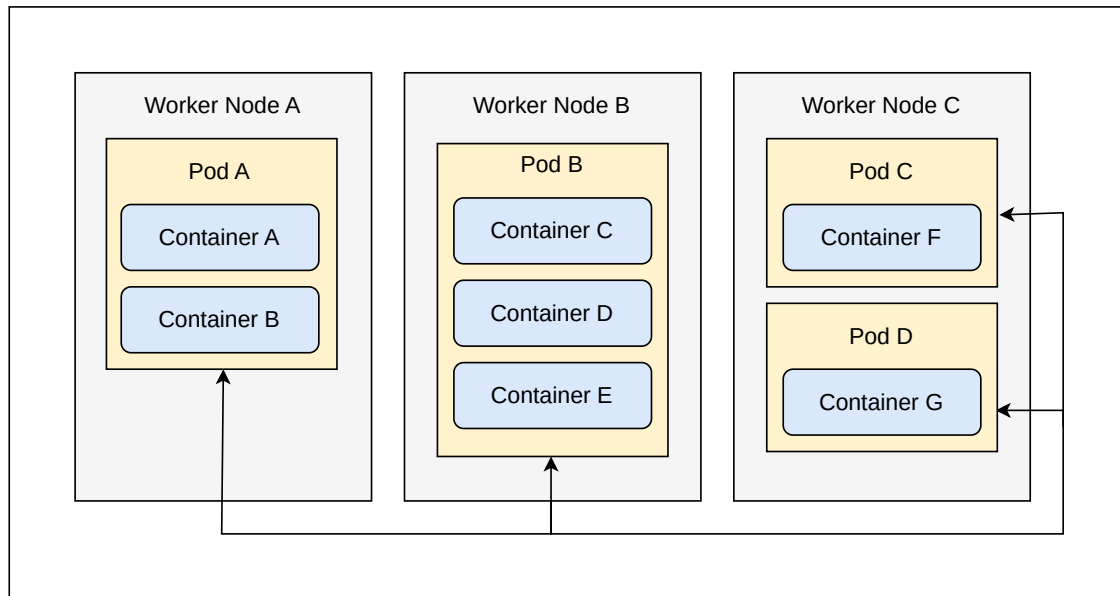 Worker Node A
Pod A
Container A
Container B
Worker Node B
Pod B
Container C
Container D
Container E
Worker Node C
Pod C
Container F
Pod D
Container G